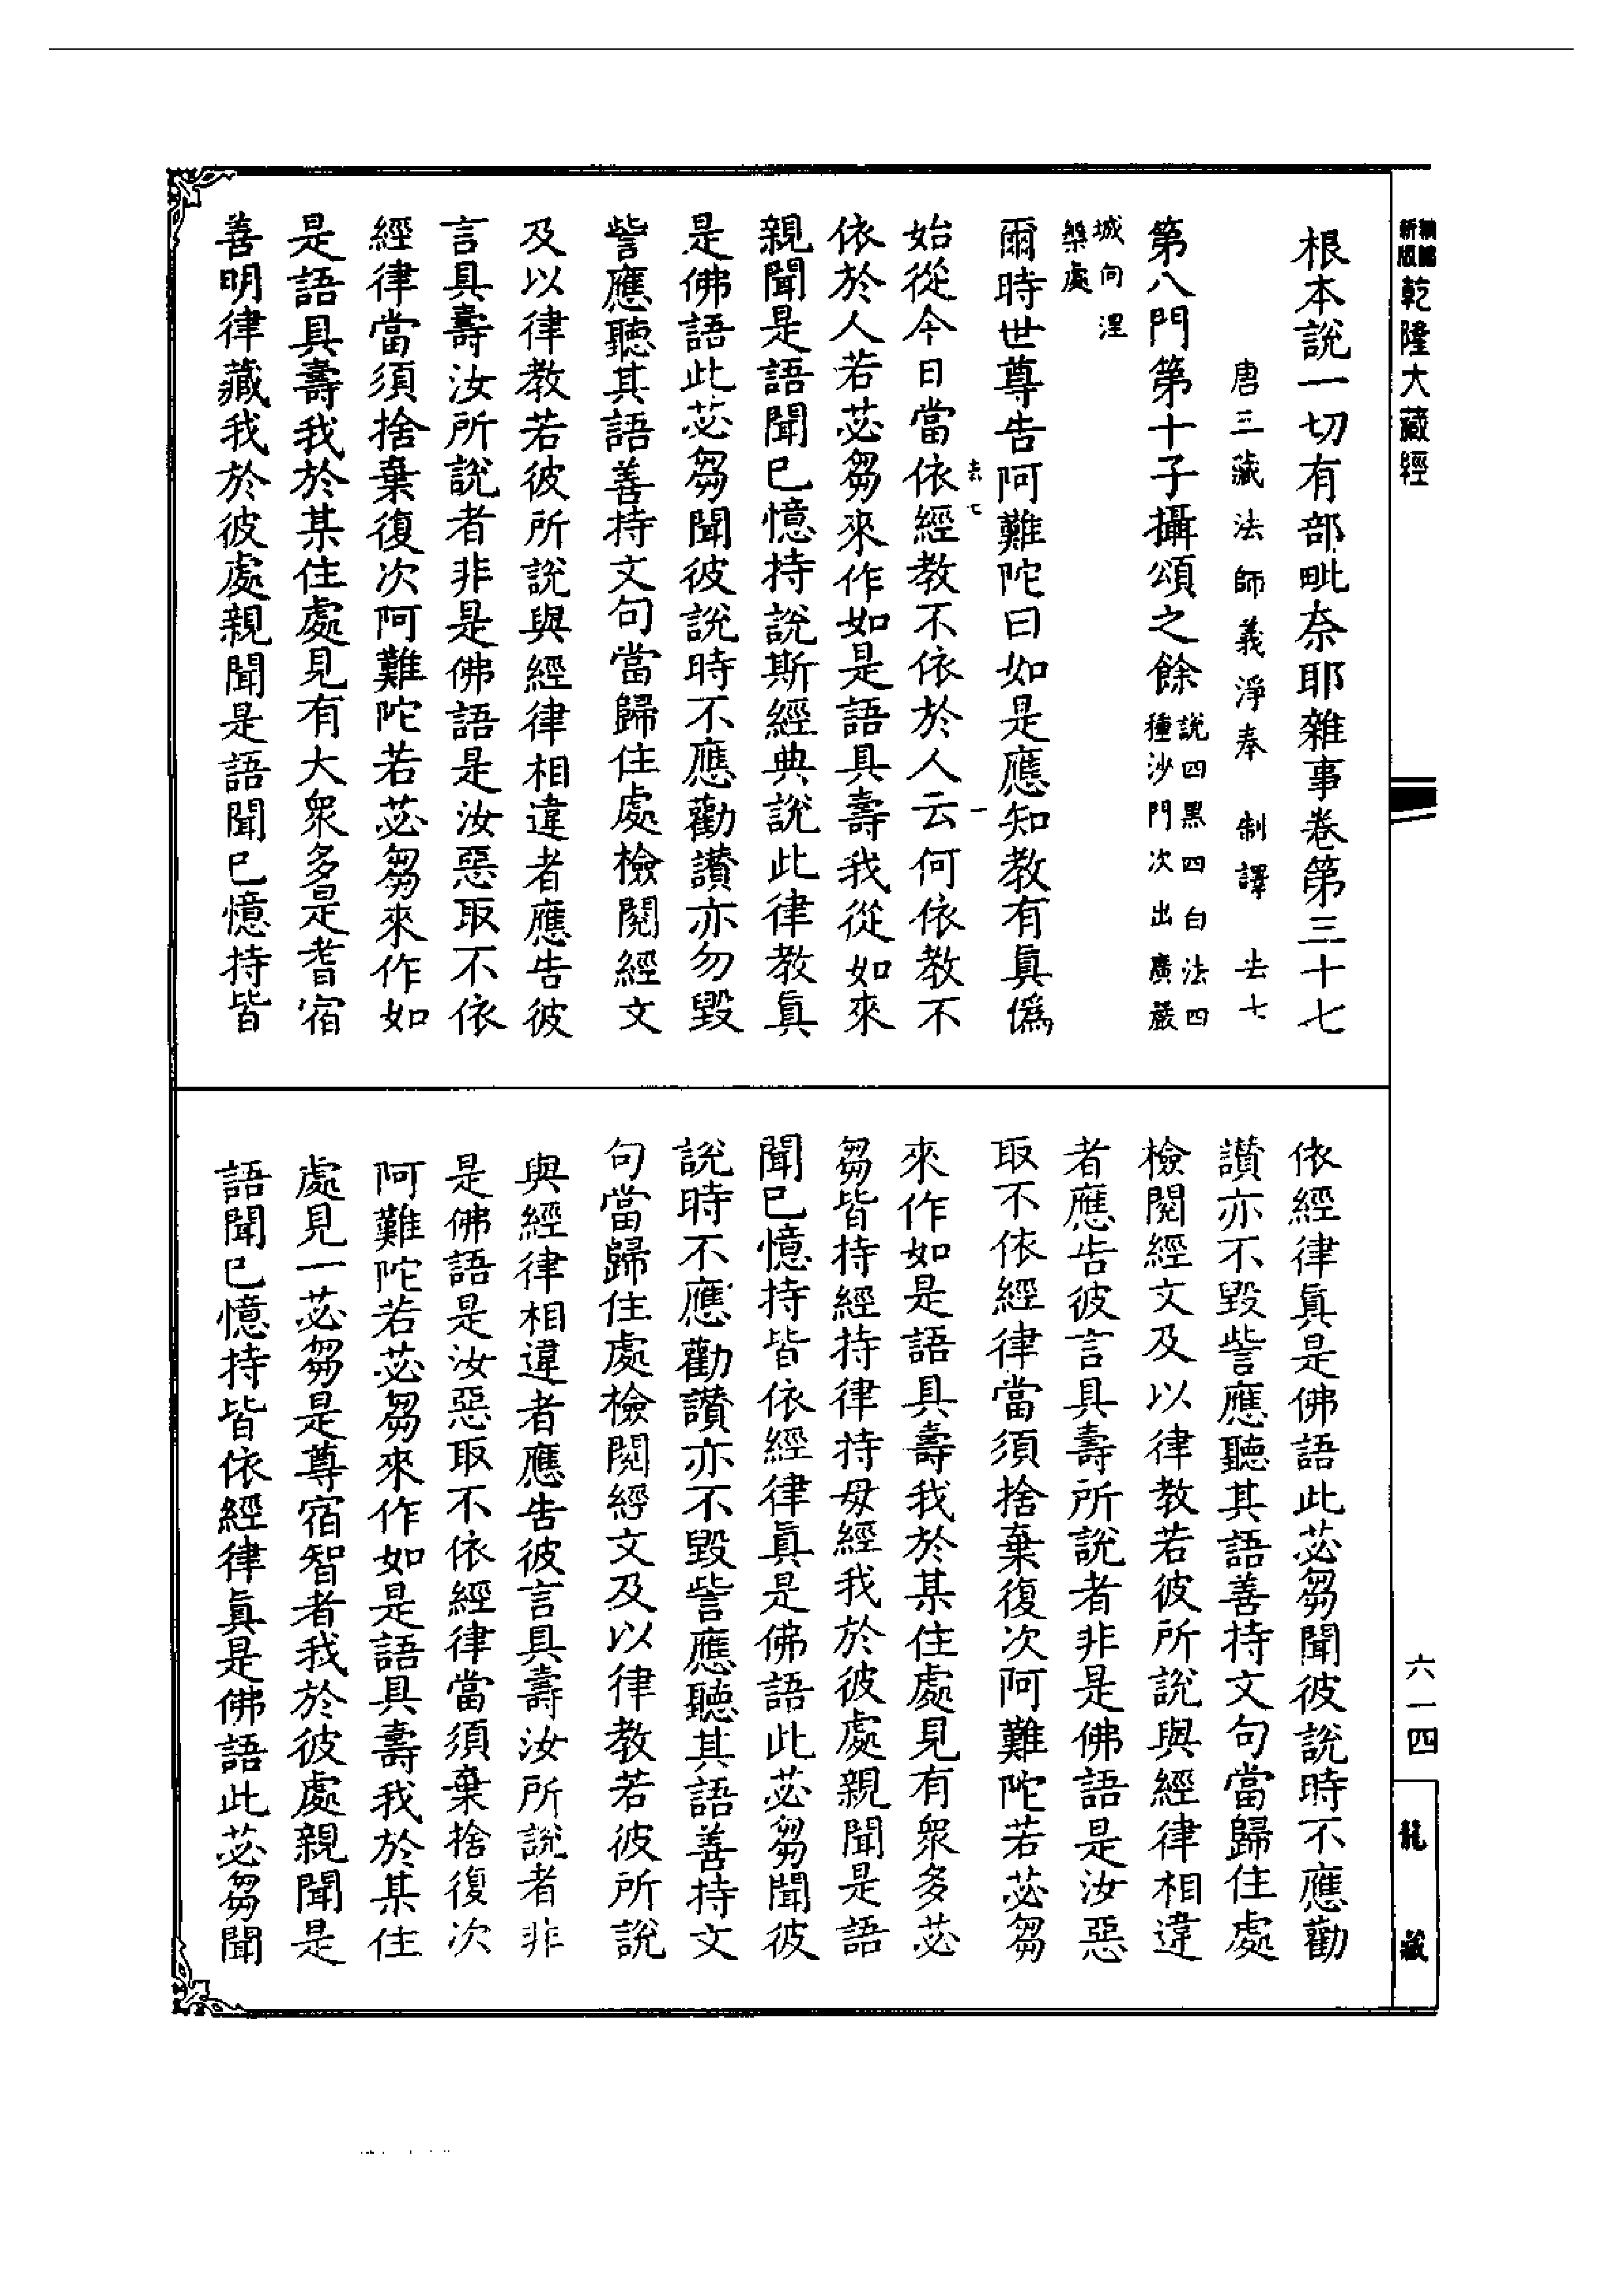 新版
乾隆大藏經
根本說一切有部毗奈耶雜事卷第三十七
唐三藏法師義淨奉 制譯 去七
第八門第十子攝頌之餘說四黑四白法四種沙門次出廣嚴
城向涅槃處
爾時世尊告阿難陀曰如是應知教有真偽
始從今日當依經教不依於人云何依教不
去七 一
依於人若苾芻來作如是語具壽我從如來
親聞是語聞已憶持說斯經典說此律教真
是佛語此苾芻聞彼說時不應勸讚亦勿毀
訾應聽其語善持文句當歸住處檢閱經文
及以律教若彼所說與經律相違者應告彼
言具壽汝所說者非是佛語是汝惡取不依
經律當須捨棄復次阿難陀若苾芻來作如
是語具壽我於某住處見有大眾多是耆宿
善明律藏我於彼處親聞是語聞已憶持皆
依經律真是佛語此苾芻聞彼說時不應勸
讚亦不毀訾應聽其語善持文句當歸住處
檢閱經文及以律教若彼所說與經律相違
者應告彼言具壽所說者非是佛語是汝惡
取不依經律當須捨棄復次阿難陀若苾芻
來作如是語具壽我於某住處見有眾多苾
芻皆持經持律持母經我於彼處親聞是語
聞已憶持皆依經律真是佛語此苾芻聞彼
說時不應勸讚亦不毀訾應聽其語善持文
句當歸住處檢閱經文及以律教若彼所說
與經律相違者應告彼言具壽汝所說者非
是佛語是汝惡取不依經律當須棄捨復次
阿難陀若苾芻來作如是語具壽我於某住
處見一苾芻是尊宿智者我於彼處親聞是
語聞已憶持皆依經律真是佛語此苾芻聞
六一四
龍藏